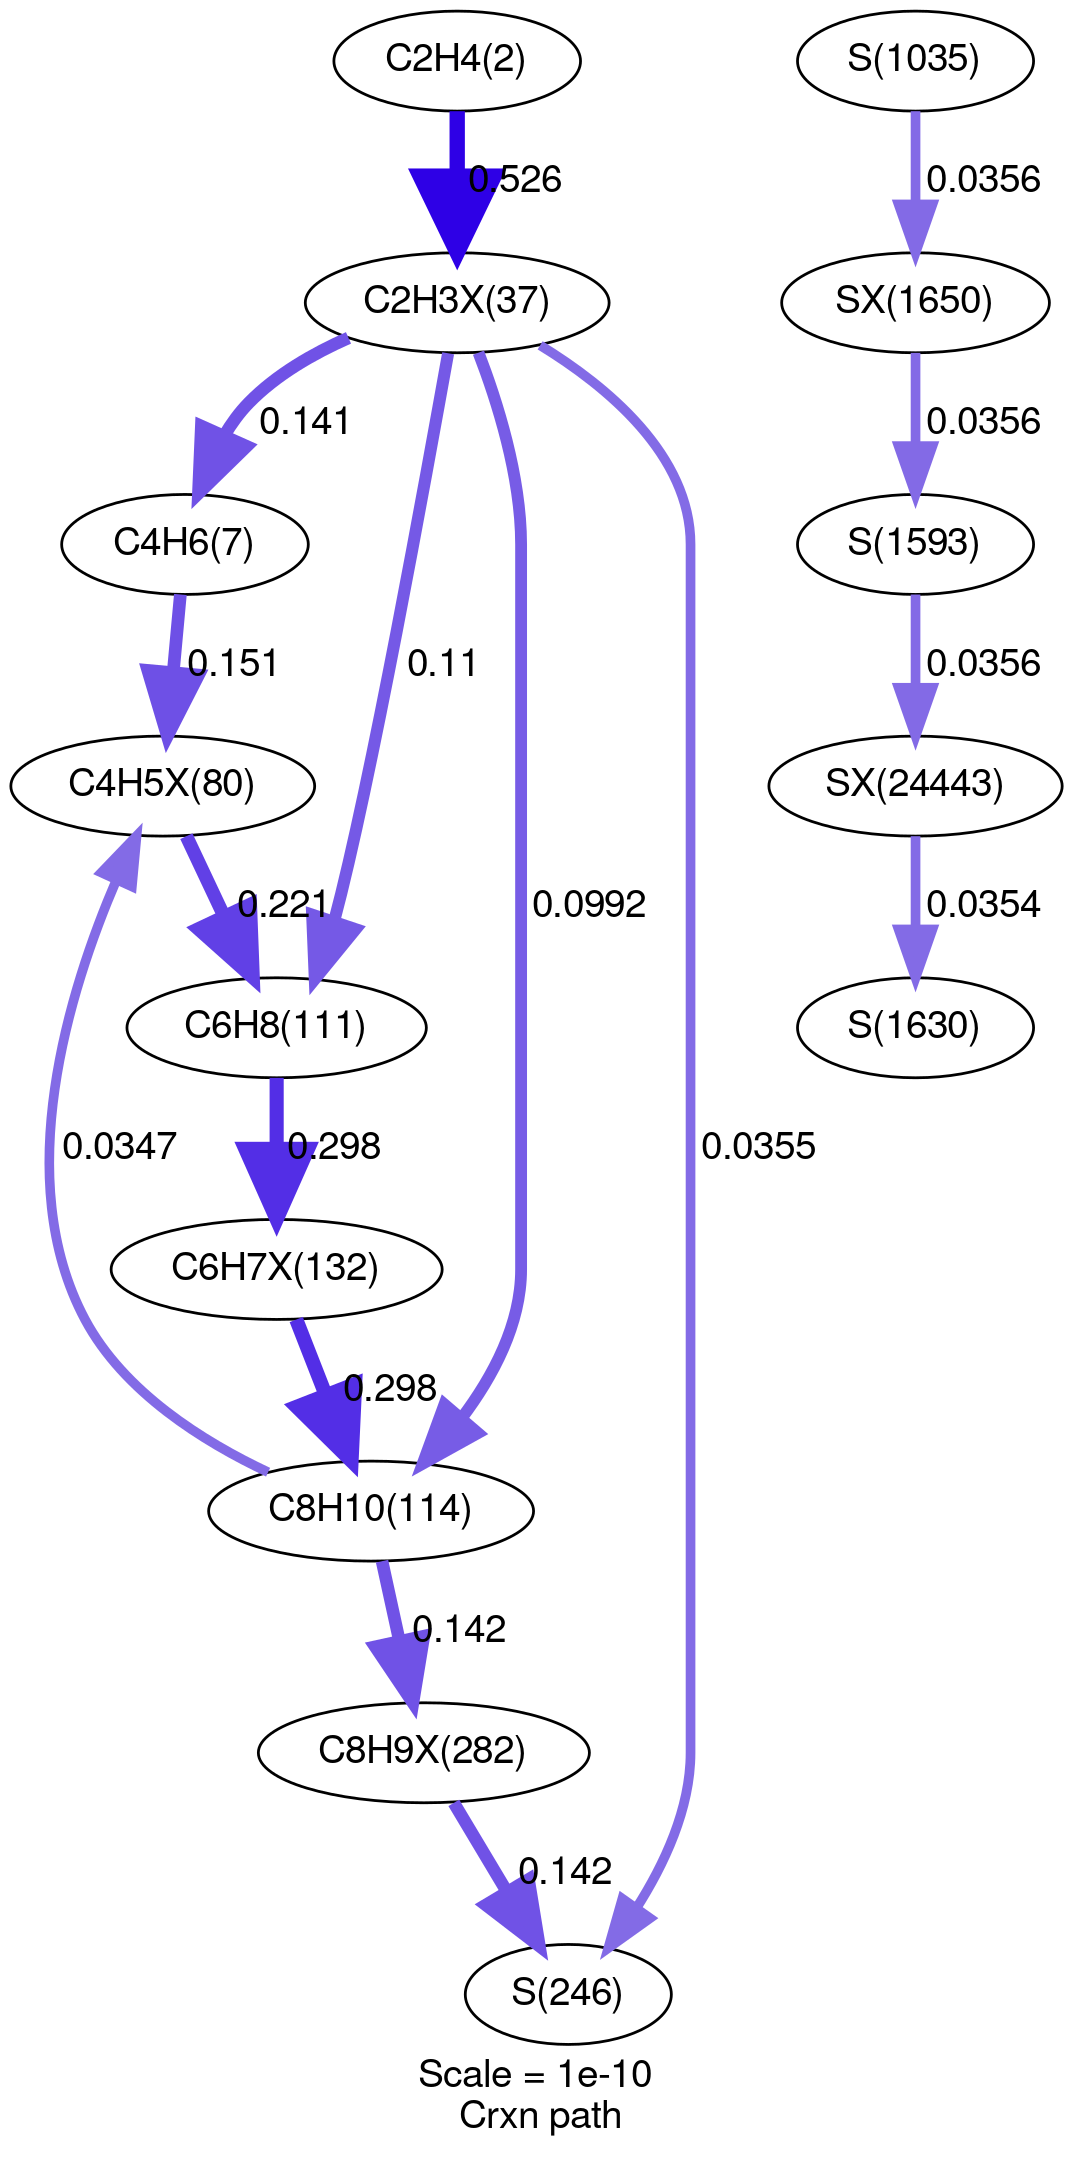 C2H4(2)
S(1035)
0.526
0.0356
C2H3X(37)
SX(1650)
0.141
0.0356
C4H6(7)
S(1593)
0.151
0.11
0.0356
C4H5X(80)
SX(24443)
0.221
0.0992
0.0354
C6H8(111)
S(1630)
0.0347
0.298
0.0355
C6H7X(132)
0.298
C8H10(114)
0.142
C8H9X(282)
0.142
S(246)
Scale = 1e-10
Crxn path